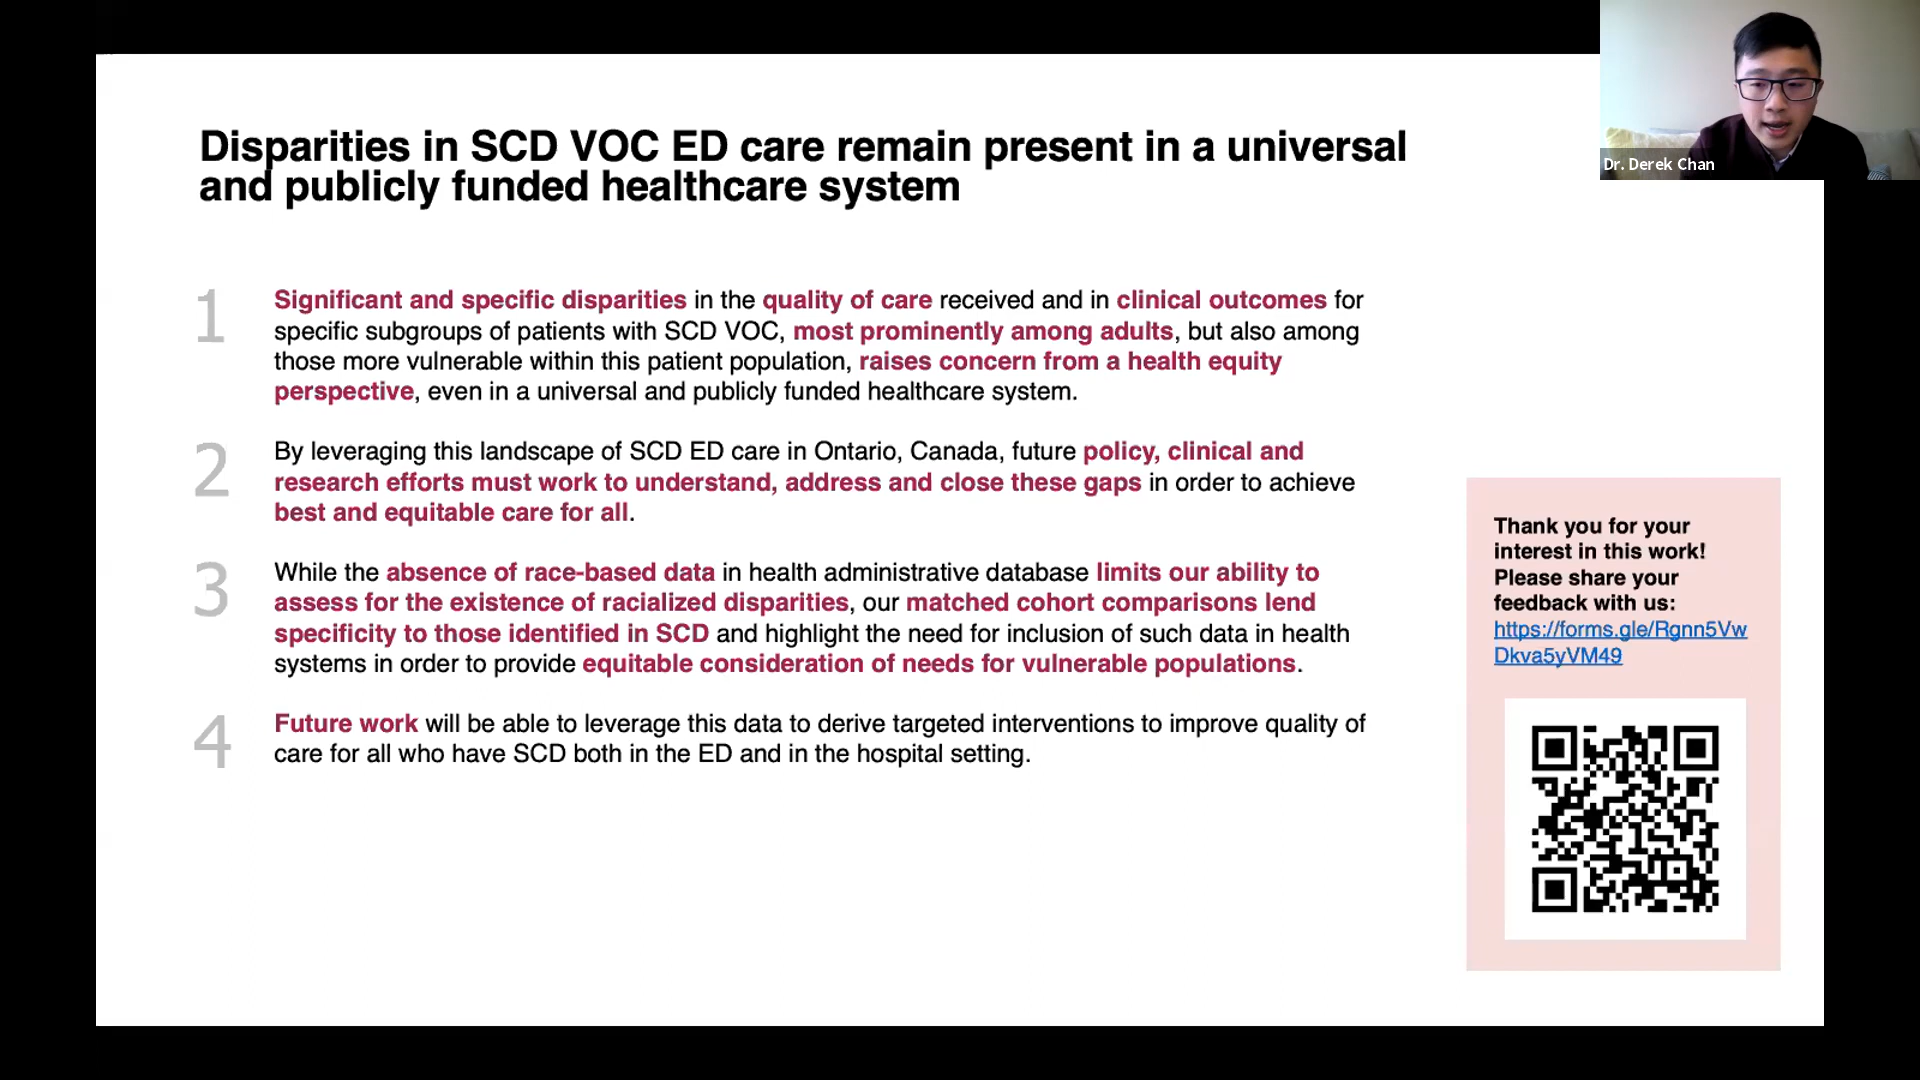 Dr. Derek Chan
Disparities in SCD VOC ED care remain present in a universal
and publicly funded healthcare system
1
Significant and specific disparities in the quality of care received and in clinical outcomes for
specific subgroups of patients with SCD VOC, most prominently among adults, but also among
those more vulnerable within this patient population, raises concern from a health equity
perspective, even in a universal and publicly funded healthcare system.
2
By leveraging this landscape of SCD ED care in Ontario, Canada, future policy, clinical and
research efforts must work to understand, address and close these gaps in order to achieve
best and equitable care for all.
3
While the absence of race-based data in health administrative database limits our ability to
assess for the existence of racialized disparities, our matched cohort comparisons lend
specificity to those identified in SCD and highlight the need for inclusion of such data in health
systems in order to provide equitable consideration of needs for vulnerable populations.
4
Future work will be able to leverage this data to derive targeted interventions to improve quality of
care for all who have SCD both in the ED and in the hospital setting.
Thank you for your
interest in this work!
Please share your
feedback with us:
https://forms.gle/Rgnn5Vw
Dkva5yVM49